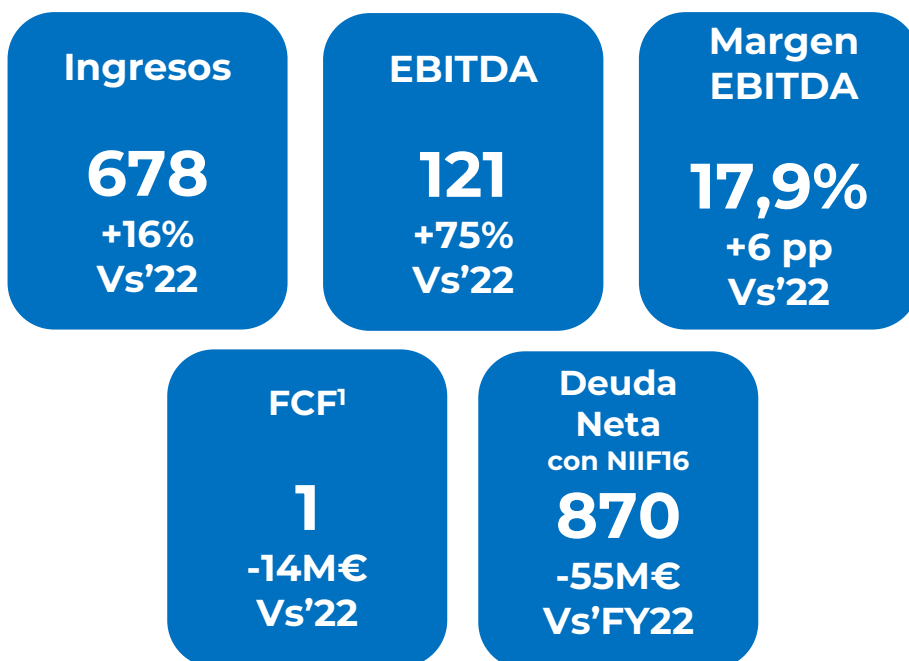 Ingresos
678
+16%
Vs’22
EBITDA
121
+75%
Vs’22
Margen
EBITDA
17,9%
+6 pp
Vs’22
FCF¹
1
-14M€
Vs’22
Deuda
Neta
con NIIF16
870
-55M€
Vs’FY22